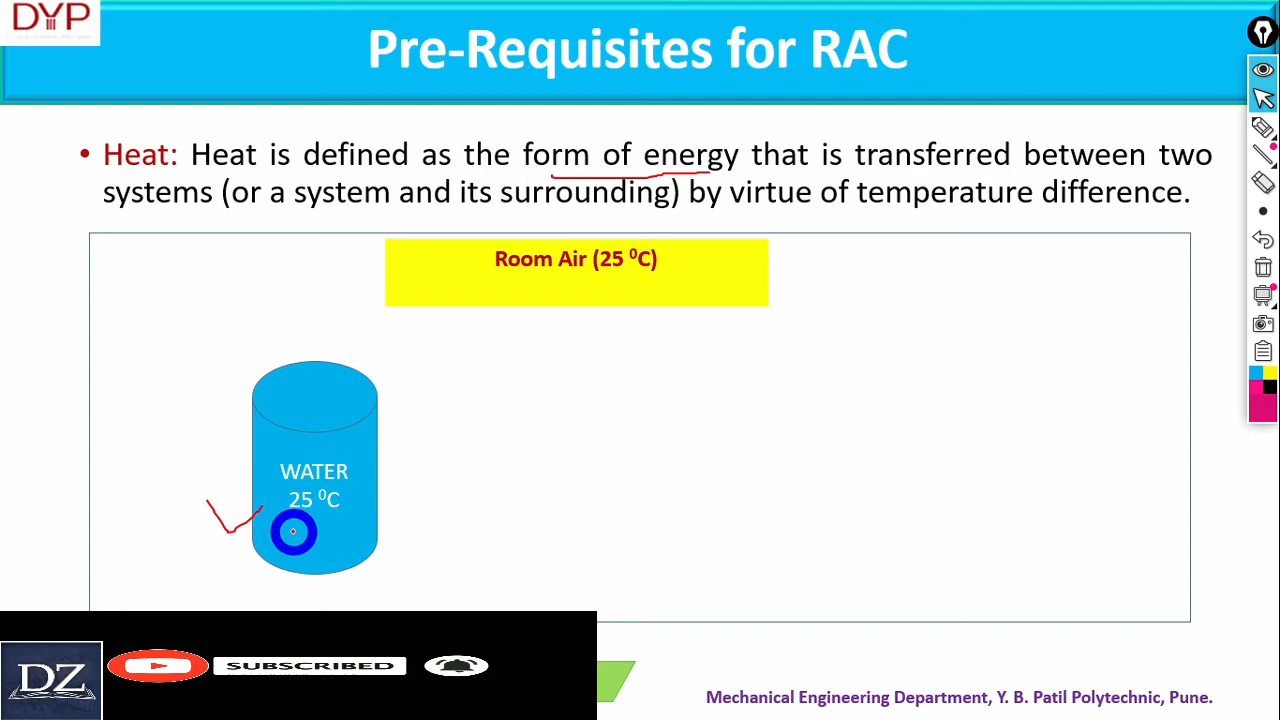 DYP
Pre-Requisites for RAC
• Heat: Heat is defined as the form of energy that is transferred between two
systems (or a system and its surrounding) by virtue of temperature difference.
Room Air (25 ⁰C)
WATER
25 ⁰C
DZ
SUBSCRIBED
Mechanical Engineering Department, Y. B. Patil Polytechnic, Pune.